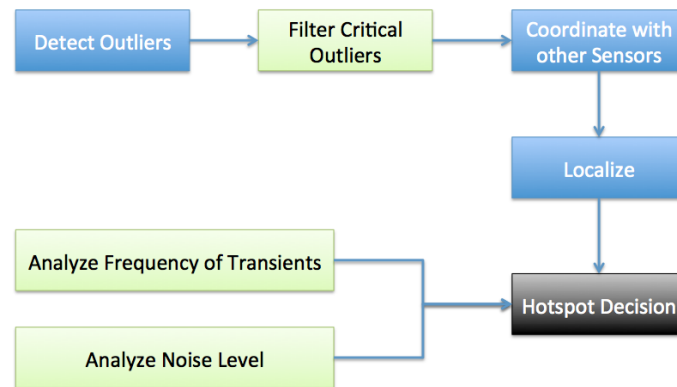 Detect Outliers
Filter Critical
Outliers
Coordinate with
other Sensors
Localize
Analyze Frequency of Transients
Hotspot Decision
Analyze Noise Level